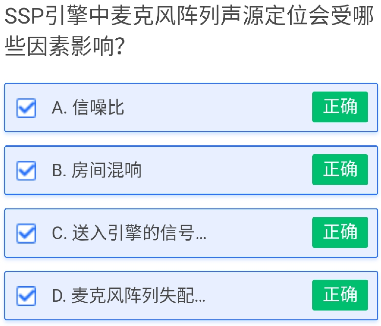 SSP引擎中麦克风阵列声源定位会受哪
些因素影响?
A. 信噪比 正确
B. 房间混响 正确
C. 送入引擎的信号... 正确
D. 麦克风阵列失配... 正确